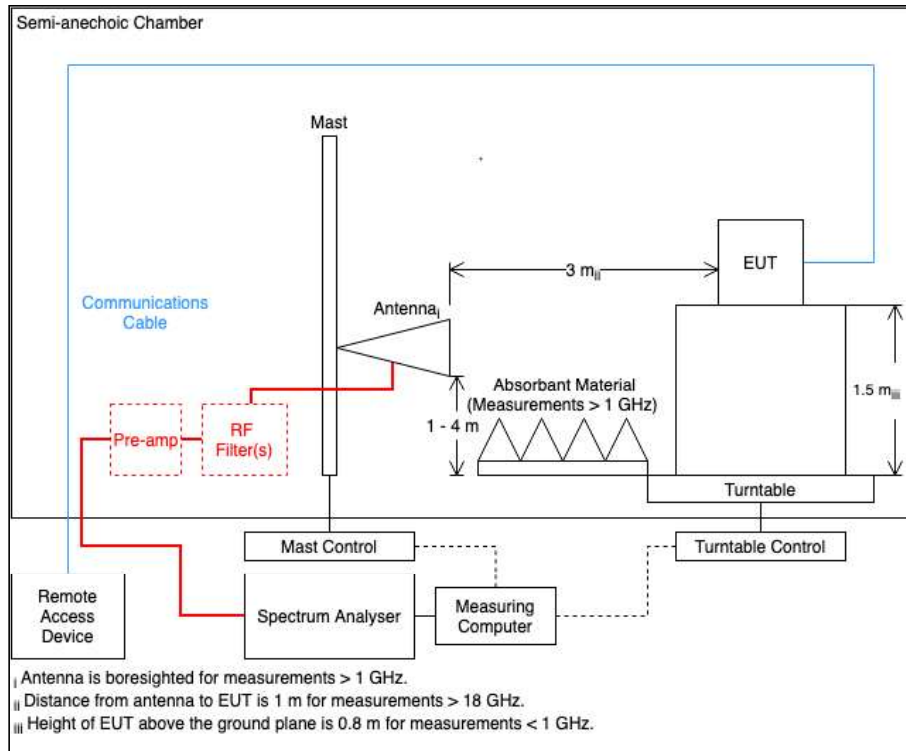 Semi-anechoic Chamber
Mast
EUT
3 mii
Communications
Cable
Antennai
Absorbant Material
(Measurements > 1 GHz)
1.5 miii
1 - 4 m
Pre-amp
RF
Filter(s)
Turntable
Mast Control
Turntable Control
Remote
Access
Device
Spectrum Analyser
Measuring
Computer
i Antenna is boresighted for measurements > 1 GHz.
ii Distance from antenna to EUT is 1 m for measurements > 18 GHz.
iii Height of EUT above the ground plane is 0.8 m for measurements < 1 GHz.